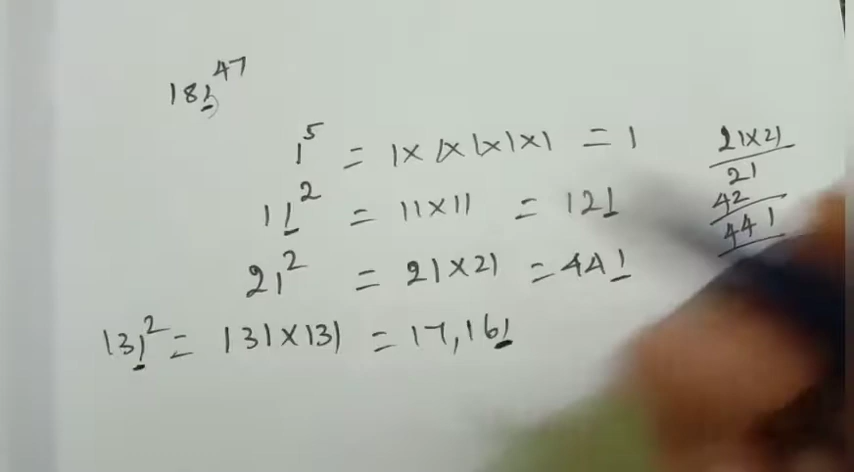 181^47
1^5 = 1×1×1×1×1 = 1
11^2 = 11×11 = 121
21^2 = 21×21 = 441
131^2 = 131×131 = 17,161
21×21
21
42
441